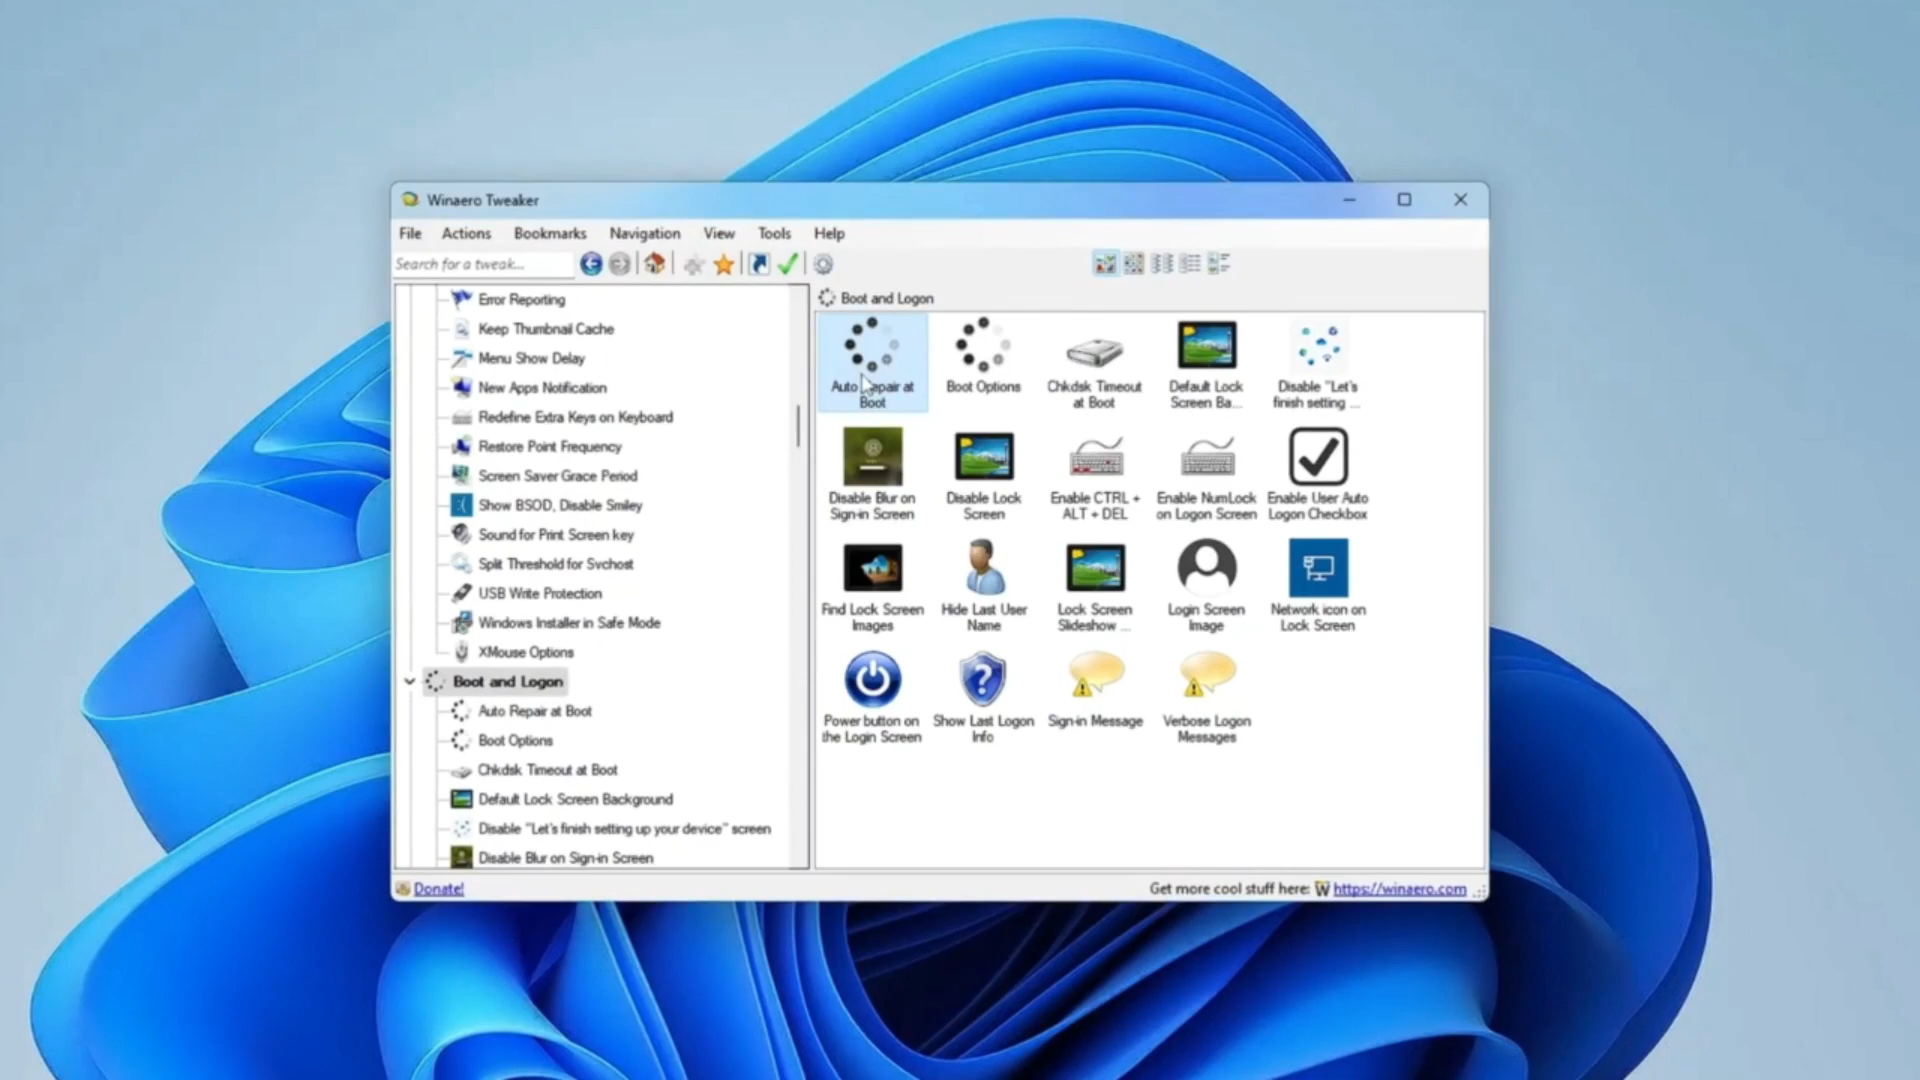 Winaero Tweaker
File Actions Bookmarks Navigation View Tools Help
Search for a tweak...
Error Reporting
Keep Thumbnail Cache
Menu Show Delay
New Apps Notification
Redefine Extra Keys on Keyboard
Restore Point Frequency
Screen Saver Grace Period
Show BSOD, Disable Smiley
Sound for Print Screen key
Split Threshold for Svchost
USB Write Protection
Windows Installer in Safe Mode
XMouse Options
Boot and Logon
Auto Repair at Boot
Boot Options
Chkdsk Timeout at Boot
Default Lock Screen Background
Disable "Let's finish setting up your device" screen
Disable Blur on Sign-in Screen
Boot and Logon
Auto Repair at
Boot
Boot Options
Chkdsk Timeout
at Boot
Default Lock
Screen Ba...
Disable "Let's
finish setting ...
Disable Blur on
Sign-in Screen
Disable Lock
Screen
Enable CTRL +
ALT + DEL
Enable NumLock
on Logon Screen
Enable User Auto
Logon Checkbox
Find Lock Screen
Images
Hide Last User
Name
Lock Screen
Slideshow ...
Login Screen
Image
Network icon on
Lock Screen
Power button on
the Login Screen
Show Last Logon
Info
Sign-in Message
Verbose Logon
Messages
Donate!
Get more cool stuff here: W https://winaero.com